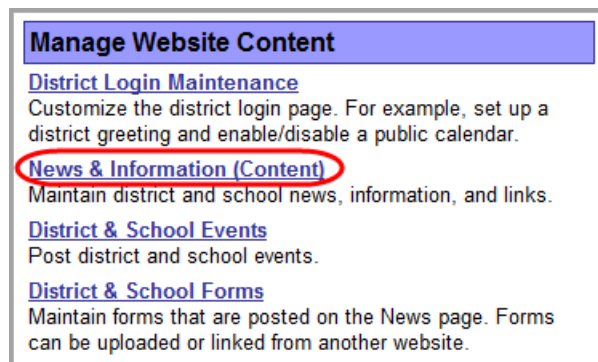 Manage Website Content
District Login Maintenance
Customize the district login page. For example, set up a
district greeting and enable/disable a public calendar.
News & Information (Content)
Maintain district and school news, information, and links.
District & School Events
Post district and school events.
District & School Forms
Maintain forms that are posted on the News page. Forms
can be uploaded or linked from another website.